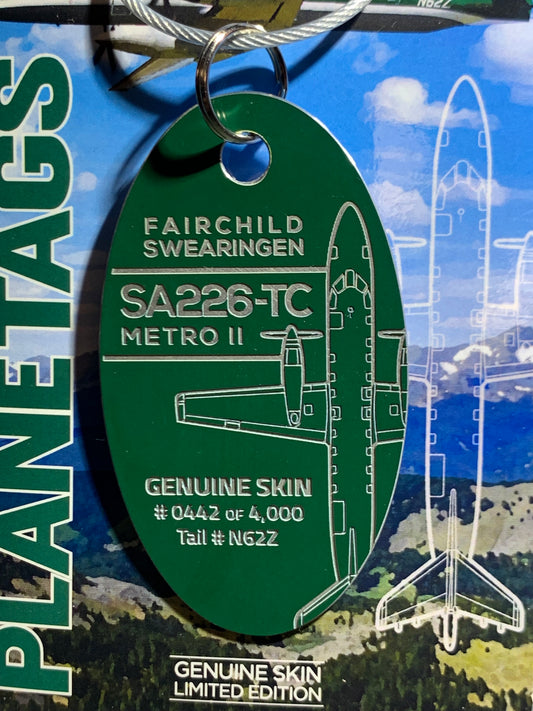 N62Z
PLANETAGS
FAIRCHILD
SWEARINGEN
SA226-TC
METRO II
GENUINE SKIN
# 0442 OF 4,000
Tail # N62Z
GENUINE SKIN
LIMITED EDITION